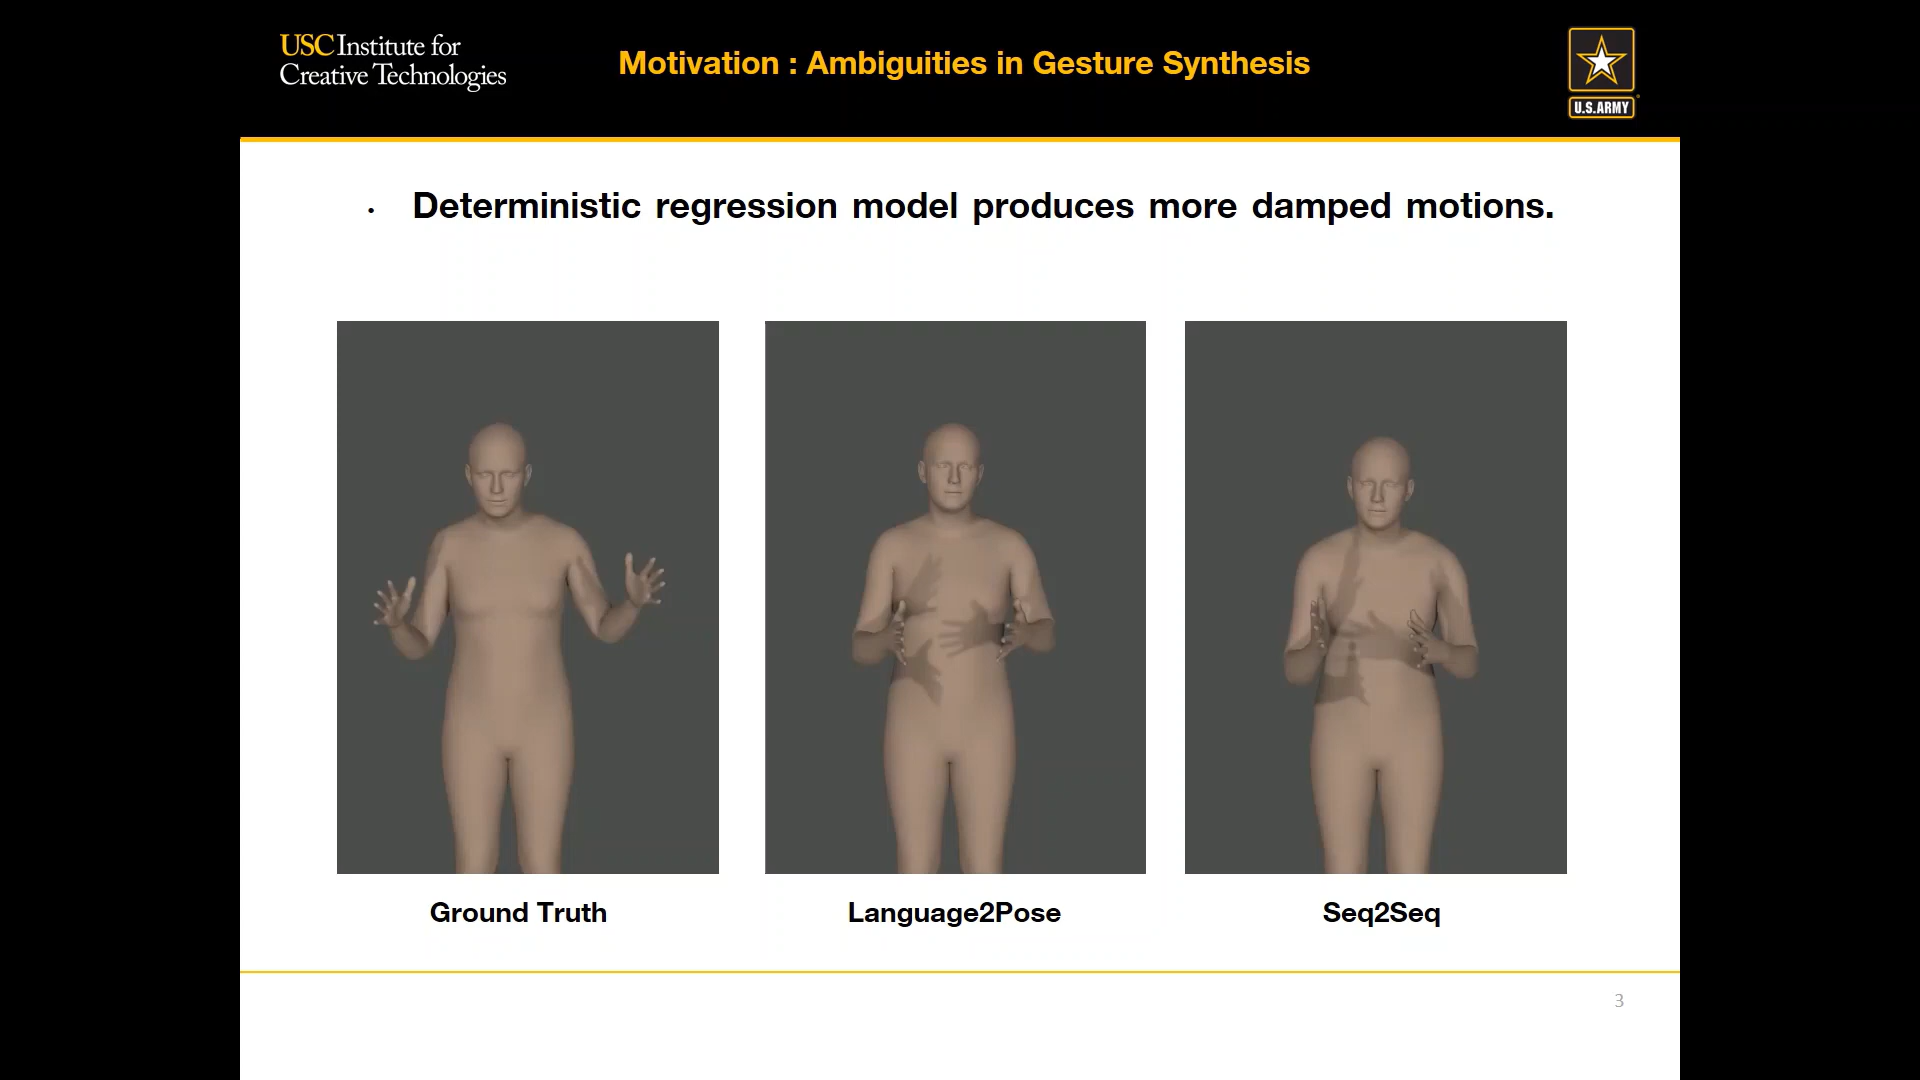 USC Institute for
Creative Technologies
Motivation : Ambiguities in Gesture Synthesis
U.S.ARMY
• Deterministic regression model produces more damped motions.
Ground Truth
Language2Pose
Seq2Seq
3